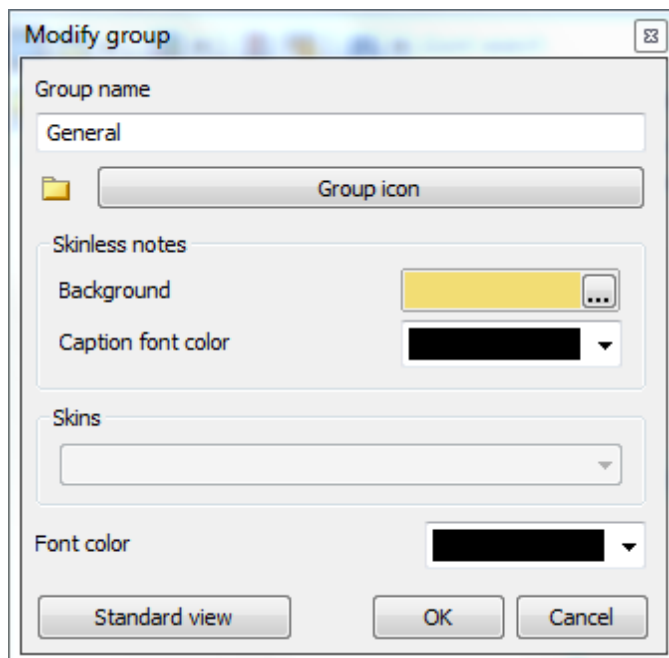 Modify group
Group name
General
Group icon
Skinless notes
Background
...
Caption font color
Skins
Font color
Standard view OK Cancel